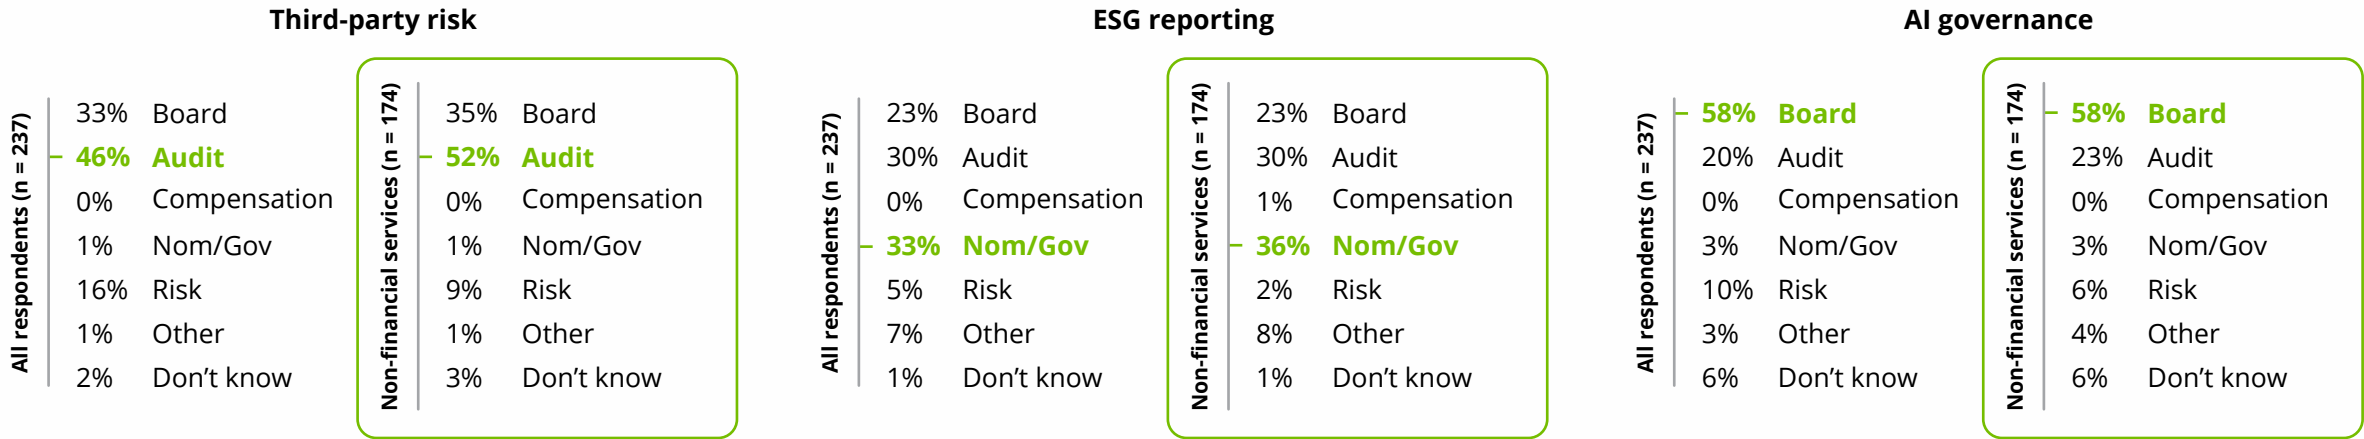 Third-party risk
All respondents (n = 237)
33% Board
46% Audit
0% Compensation
1% Nom/Gov
16% Risk
1% Other
2% Don’t know
Non-financial services (n = 174)
35% Board
52% Audit
0% Compensation
1% Nom/Gov
9% Risk
1% Other
3% Don’t know
ESG reporting
All respondents (n = 237)
23% Board
30% Audit
0% Compensation
33% Nom/Gov
5% Risk
7% Other
1% Don’t know
Non-financial services (n = 174)
23% Board
30% Audit
1% Compensation
36% Nom/Gov
2% Risk
8% Other
1% Don’t know
AI governance
All respondents (n = 237)
58% Board
20% Audit
0% Compensation
3% Nom/Gov
10% Risk
3% Other
6% Don’t know
Non-financial services (n = 174)
58% Board
23% Audit
0% Compensation
3% Nom/Gov
6% Risk
4% Other
6% Don’t know